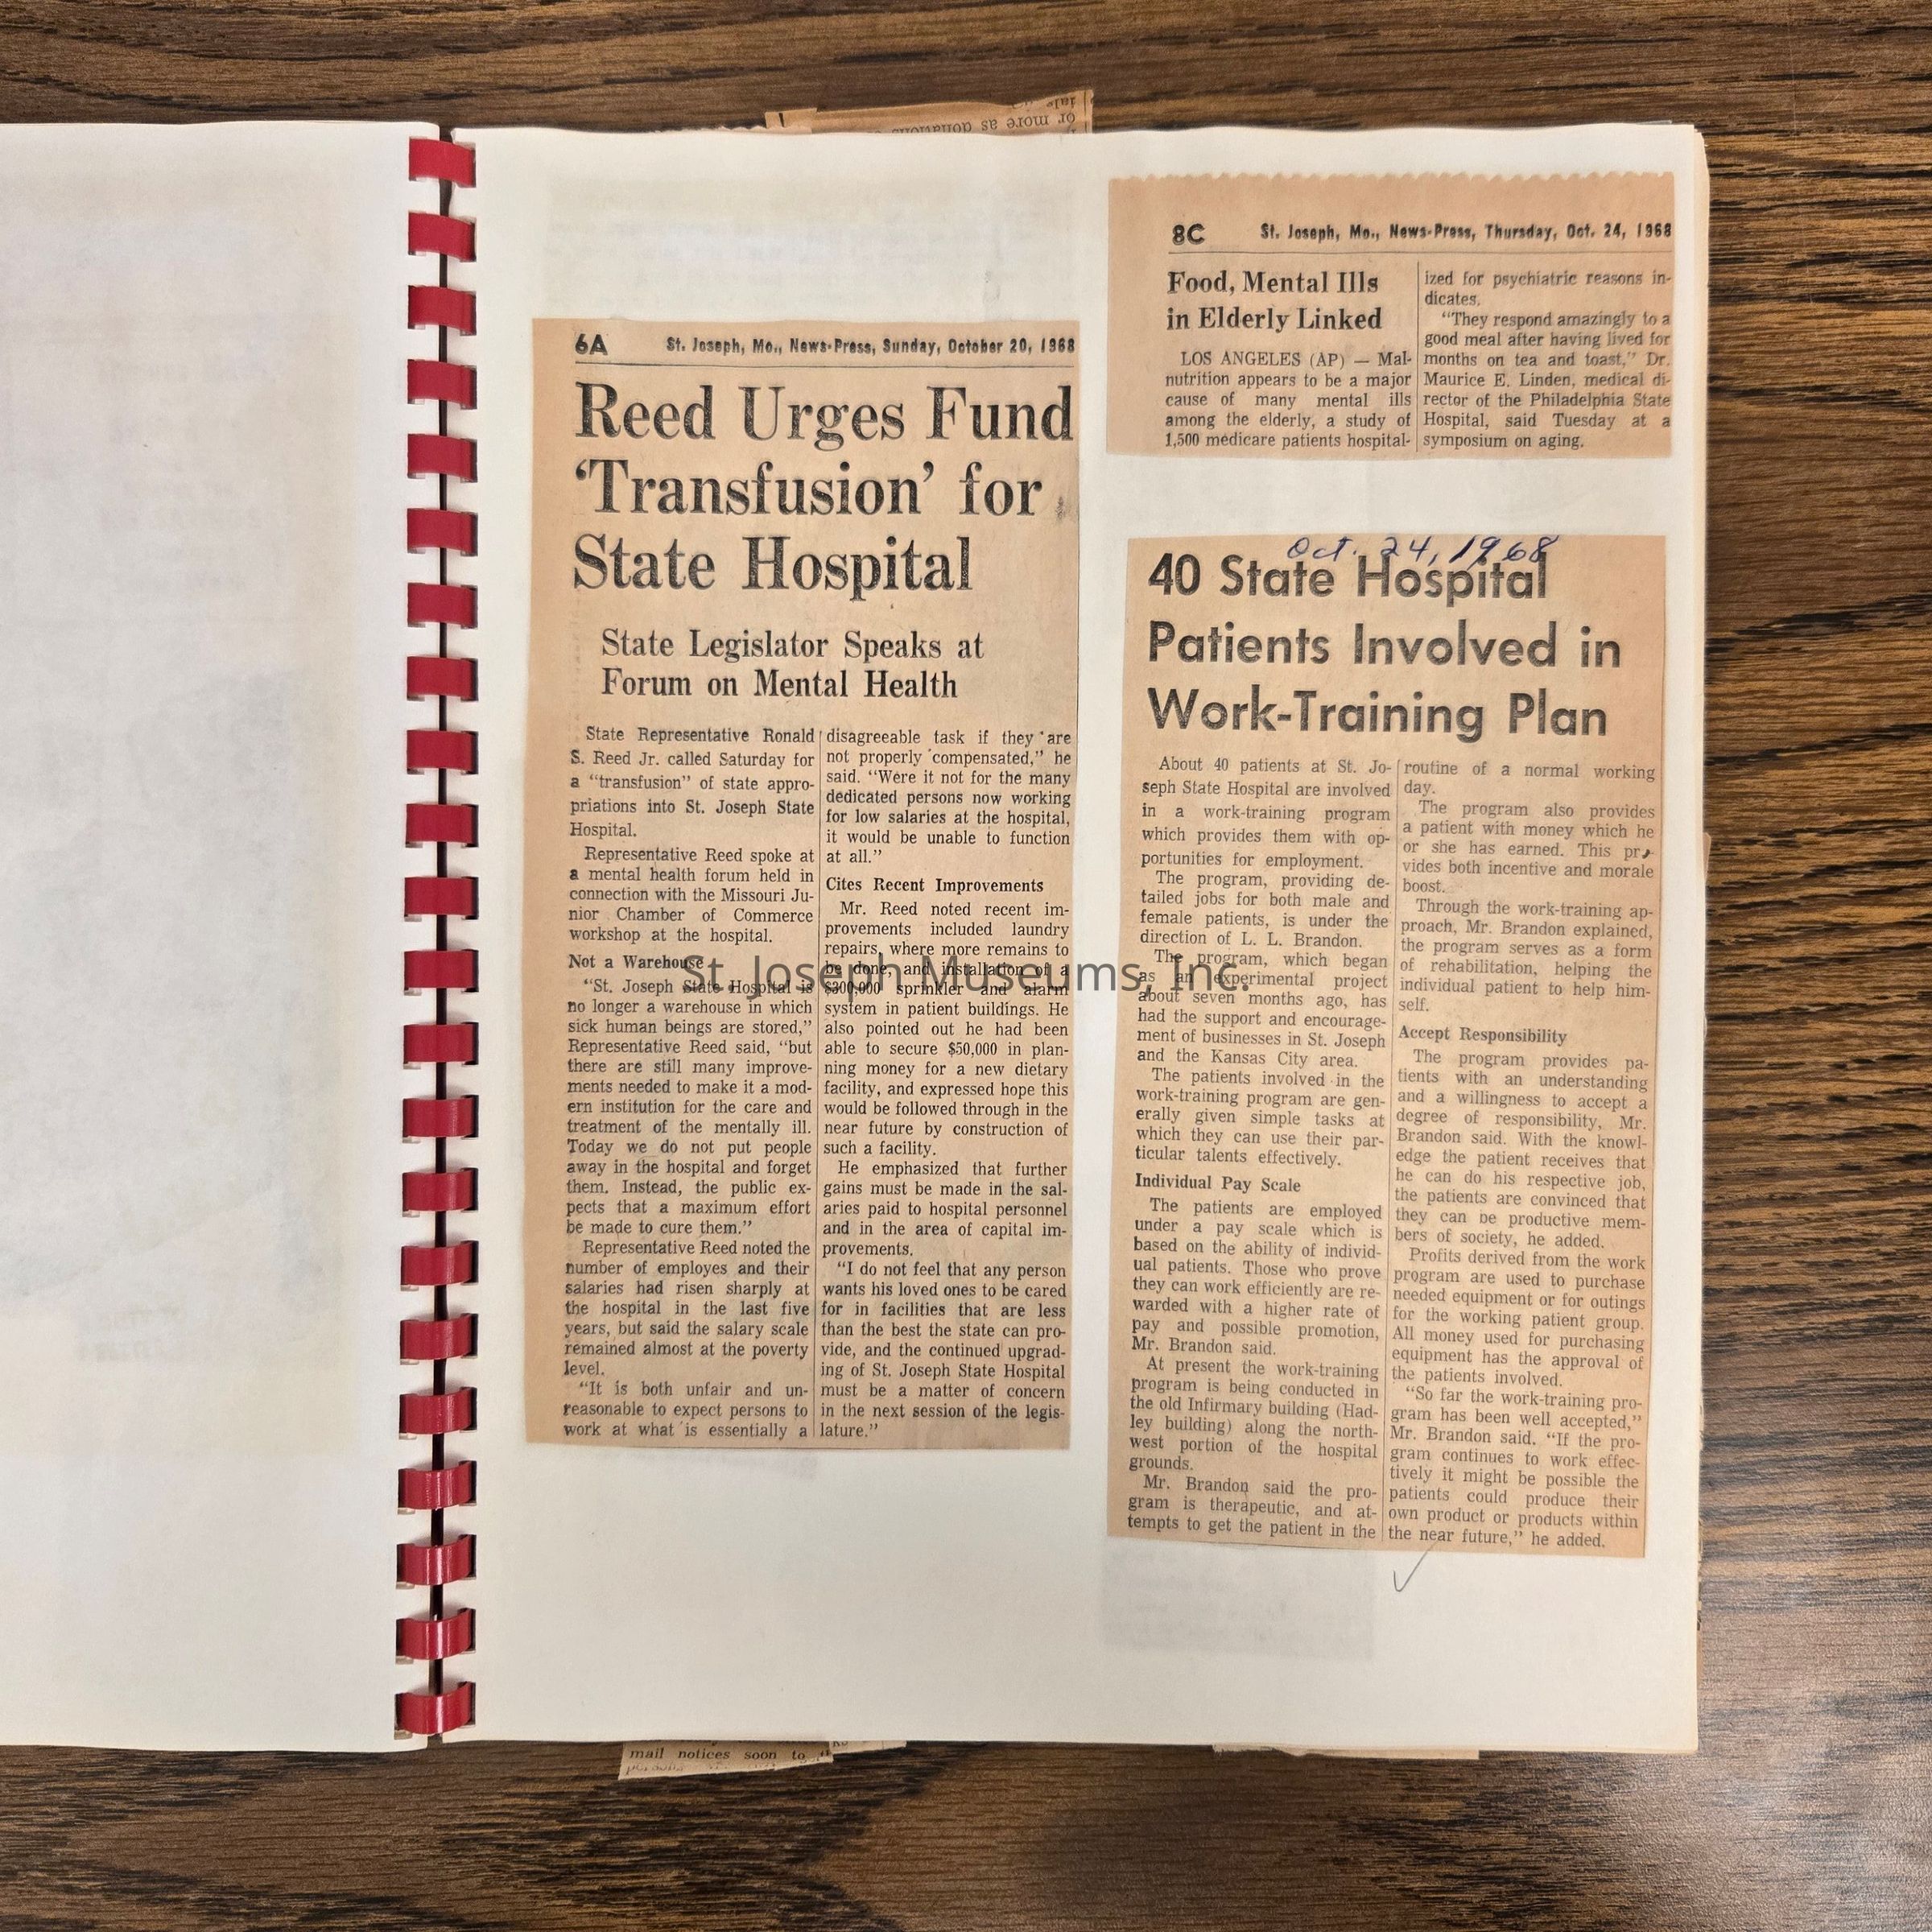 or more as donations
6A St. Joseph, Mo., News-Press, Sunday, October 20, 1968
Reed Urges Fund
‘Transfusion’ for
State Hospital
State Legislator Speaks at
Forum on Mental Health
State Representative Ronald
S. Reed Jr. called Saturday for
a “transfusion” of state appro-
priations into St. Joseph State
Hospital.
Representative Reed spoke at
a mental health forum held in
connection with the Missouri Ju-
nior Chamber of Commerce
workshop at the hospital.
Not a Warehouse
“St. Joseph State Hospital is
no longer a warehouse in which
sick human beings are stored,”
Representative Reed said, “but
there are still many improve-
ments needed to make it a mod-
ern institution for the care and
treatment of the mentally ill.
Today we do not put people
away in the hospital and forget
them. Instead, the public ex-
pects that a maximum effort
be made to cure them.”
Representative Reed noted the
number of employes and their
salaries had risen sharply at
the hospital in the last five
years, but said the salary scale
remained almost at the poverty
level.
“It is both unfair and un-
reasonable to expect persons to
work at what is essentially a
disagreeable task if they are
not properly compensated,” he
said. “Were it not for the many
dedicated persons now working
for low salaries at the hospital,
it would be unable to function
at all.”
Cites Recent Improvements
Mr. Reed noted recent im-
provements included laundry
repairs, where more remains to
be done, and installation of a
$300,000 sprinkler and alarm
system in patient buildings. He
also pointed out he had been
able to secure $50,000 in plan-
ning money for a new dietary
facility, and expressed hope this
would be followed through in the
near future by construction of
such a facility.
He emphasized that further
gains must be made in the sal-
aries paid to hospital personnel
and in the area of capital im-
provements.
“I do not feel that any person
wants his loved ones to be cared
for in facilities that are less
than the best the state can pro-
vide, and the continued upgrad-
ing of St. Joseph State Hospital
must be a matter of concern
in the next session of the legis-
lature.”
8C St. Joseph, Mo., News-Press, Thursday, Oct. 24, 1968
Food, Mental Ills
in Elderly Linked
LOS ANGELES (AP) — Mal-
nutrition appears to be a major
cause of many mental ills
among the elderly, a study of
1,500 medicare patients hospital-
ized for psychiatric reasons in-
dicates.
“They respond amazingly to a
good meal after having lived for
months on tea and toast,” Dr.
Maurice E. Linden, medical di-
rector of the Philadelphia State
Hospital, said Tuesday at a
symposium on aging.
Oct. 24, 1968
40 State Hospital
Patients Involved in
Work-Training Plan
About 40 patients at St. Jo-
seph State Hospital are involved
in a work-training program
which provides them with op-
portunities for employment.
The program, providing de-
tailed jobs for both male and
female patients, is under the
direction of L. L. Brandon.
The program, which began
as an experimental project
about seven months ago, has
had the support and encourage-
ment of businesses in St. Joseph
and the Kansas City area.
The patients involved in the
work-training program are gen-
erally given simple tasks at
which they can use their par-
ticular talents effectively.
Individual Pay Scale
The patients are employed
under a pay scale which is
based on the ability of individ-
ual patients. Those who prove
they can work efficiently are re-
warded with a higher rate of
pay and possible promotion,
Mr. Brandon said.
At present the work-training
program is being conducted in
the old Infirmary building (Had-
ley building) along the north-
west portion of the hospital
grounds.
Mr. Brandon said the pro-
gram is therapeutic, and at-
tempts to get the patient in the
routine of a normal working
day.
The program also provides
a patient with money which he
or she has earned. This pro-
vides both incentive and morale
boost.
Through the work-training ap-
proach, Mr. Brandon explained,
the program serves as a form
of rehabilitation, helping the
individual patient to help him-
self.
Accept Responsibility
The program provides pa-
tients with an understanding
and a willingness to accept a
degree of responsibility, Mr.
Brandon said. With the knowl-
edge the patient receives that
he can do his respective job,
the patients are convinced that
they can be productive mem-
bers of society, he added.
Profits derived from the work
program are used to purchase
needed equipment or for outings
for the working patient group.
All money used for purchasing
equipment has the approval of
the patients involved.
“So far the work-training pro-
gram has been well accepted,”
Mr. Brandon said. “If the pro-
gram continues to work effec-
tively it might be possible the
patients could produce their
own product or products within
the near future,” he added.
St. Joseph Museums, Inc.
mail notices soon to